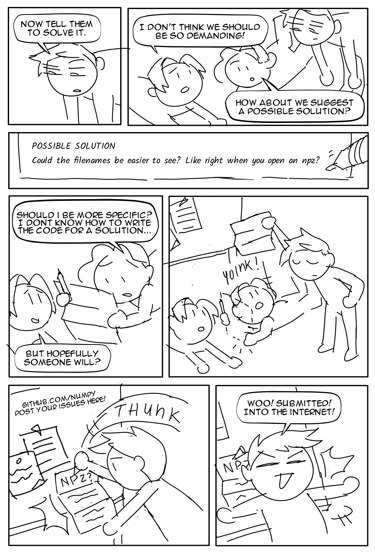 NOW TELL THEM
TO SOLVE IT.
I DON'T THINK WE SHOULD
BE SO DEMANDING!
HOW ABOUT WE SUGGEST
A POSSIBLE SOLUTION?
POSSIBLE SOLUTION
Could the filenames be easier to see? Like right when you open an npz?
SHOULD I BE MORE SPECIFIC?
I DONT KNOW HOW TO WRITE
THE CODE FOR A SOLUTION...
BUT HOPEFULLY
SOMEONE WILL?
YOINK!
GITHUB.COM/NUMPY
POST YOUR ISSUES HERE!
THUNK
NPZ?
WOO! SUBMITTED!
INTO THE INTERNET!
NP